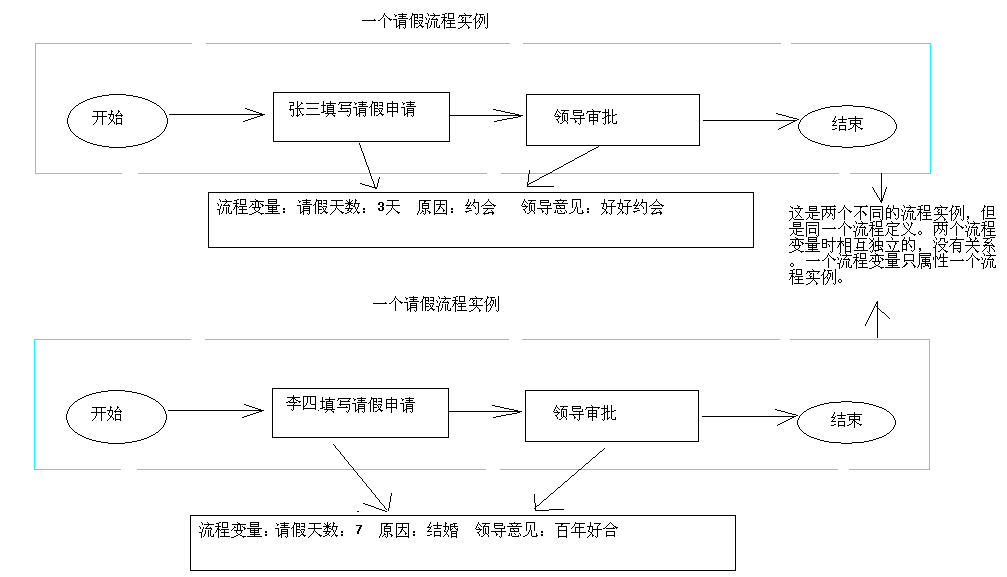 一个请假流程实例
开始
张三填写请假申请
领导审批
结束
流程变量：请假天数：3天 原因：约会 领导意见：好好约会
这是两个不同的流程实例，但
是同一个流程定义。两个流程
变量时相互独立的，没有关系
。一个流程变量只属性一个流
程实例。
一个请假流程实例
开始
李四填写请假申请
领导审批
结束
流程变量：请假天数：7 原因：结婚 领导意见：百年好合